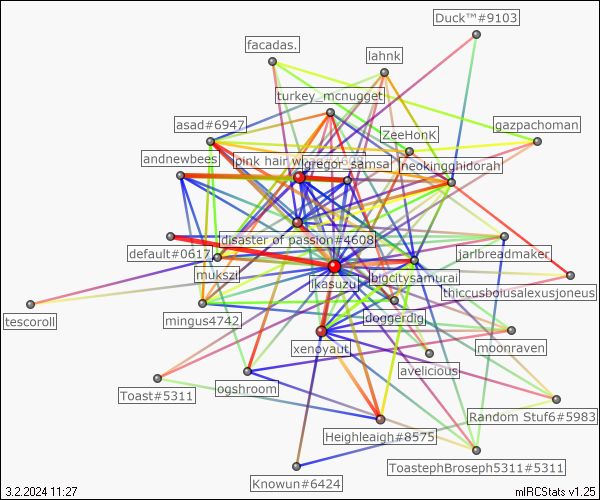 Duck™#9103
facadas.
lahnk
turkey_mcnugget
asad#6947
ZeeHonK
gazpachoman
andnewbees
pink hair w
gregor_samsa
neokingghidorah
disaster of passion#4608
default#0617
mukszi
jarlbreadmaker
bigcitysamurai
ikasuzu
thiccusboiusalexusjoneus
tescoroll
mingus4742
doggerdig
xenoyaut
moonraven
avelicious
Toast#5311
ogshroom
Random Stuf6#5983
Heighleaigh#8575
ToastephBroseph5311#5311
Knowun#6424
3.2.2024 11:27
mIRCStats v1.25